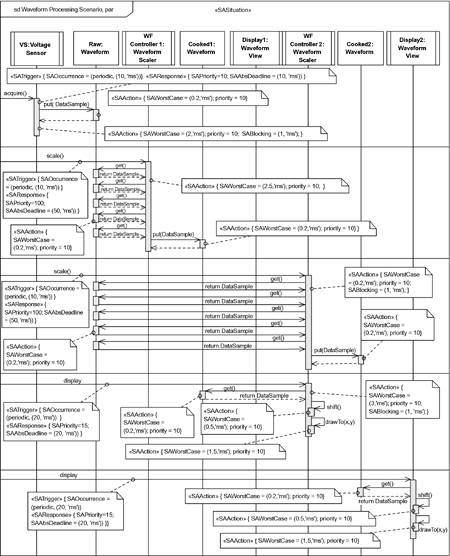 sd Waveform Processing Scenario, par
«SASituation»
VS:Voltage
Sensor
Raw:
Waveform
WF
Controller 1:
Waveform
Scaler
Cooked1:
Waveform
Display1:
Waveform
View
WF
Controller 2:
Waveform
Scaler
Cooked2:
Waveform
Display2:
Waveform
View
«SATrigger» { SAOccurrence = (periodic, (10, 'ms')) «SAResponse» { SAPriority=10; SAAbsDeadline = (10, 'ms') }
acquire()
put( DataSample)
«SAAction» { SAWorstCase = (0.2,'ms'); priority = 10}
«SAAction» { SAWorstCase = (2,'ms'); priority = 10; SABlocking = (1, 'ms'), }
scale()
get()
return DataSample
get()
return DataSample
get()
return DataSample
get()
return DataSample
get()
return DataSample
get()
return DataSample
«SATrigger» { SAOccurrence
= (periodic, (10, 'ms')) }
«SAResponse» {
SAPriority=100;
SAAbsDeadline = (50, 'ms') }
«SAAction» { SAWorstCase = (2.5,'ms'); priority = 10, }
«SAAction» {
SAWorstCase =
(0.2,'ms'); priority = 10}
put(DataSample)
«SAAction» { SAWorstCase = (0.2,'ms'); priority = 10}
scale()
get()
return DataSample
get()
return DataSample
get()
return DataSample
get()
return DataSample
get()
return DataSample
«SAAction» { SAWorstCase
= (0.2,'ms'); priority = 10;
SABlocking = (1, 'ms'), }
«SATrigger» { SAOccurrence =
(periodic, (10, 'ms')) }
«SAResponse» {
SAPriority=100; SAAbsDeadline =
(50, 'ms') }
«SAAction» {
SAWorstCase =
(0.2,'ms'); priority = 10}
«SAAction» {
SAWorstCase =
(0.2,'ms'); priority = 10}
put(DataSample)
display
get()
return DataSample
«SATrigger» { SAOccurrence =
(periodic, (20, 'ms'))
«SAResponse» { SAPriority=15;
SAAbsDeadline = (20, 'ms') }
«SAAction» {
SAWorstCase =
(0.2,'ms'); priority = 10}
«SAAction» {
SAWorstCase =
(0.5,'ms'); priority = 10}
shift()
drawTo(x,y)
«SAAction» {
SAWorstCase =
(3,'ms'); priority = 10;
SABlocking = (1, 'ms'), }
«SAAction» { SAWorstCase = (1.5,'ms'); priority = 10}
display
get()
return DataSample
«SATrigger» { SAOccurrence =
(periodic, (20, 'ms'))
«SAResponse» { SAPriority=15;
SAAbsDeadline = (20, 'ms') }}
«SAAction» { SAWorstCase = (0.2,'ms'); priority = 10}
shift()
«SAAction» { SAWorstCase = (0.5,'ms'); priority = 10}
drawTo(x,y)
«SAAction» { SAWorstCase = (1.5,'ms'); priority = 10}